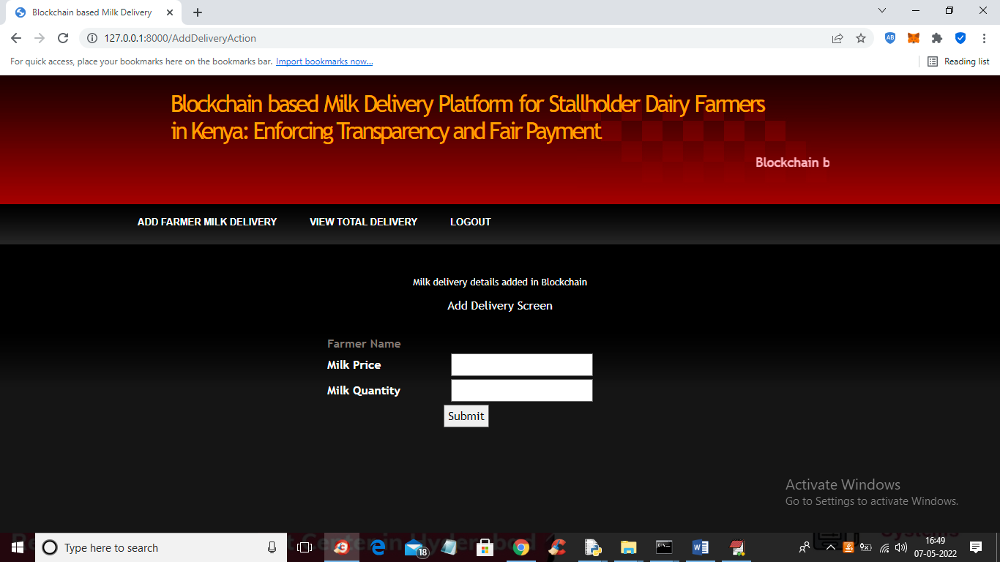 Blockchain based Milk Delivery
127.0.0.1:8000/AddDeliveryAction
For quick access, place your bookmarks here on the bookmarks bar. Import bookmarks now...
Reading list
Blockchain based Milk Delivery Platform for Stallholder Dairy Farmers
in Kenya: Enforcing Transparency and Fair Payment
Blockchain b
ADD FARMER MILK DELIVERY VIEW TOTAL DELIVERY LOGOUT
Milk delivery details added in Blockchain
Add Delivery Screen
Farmer Name
Milk Price
Milk Quantity
Submit
Activate Windows
Go to Settings to activate Windows.
Type here to search
18
16:49
07-05-2022